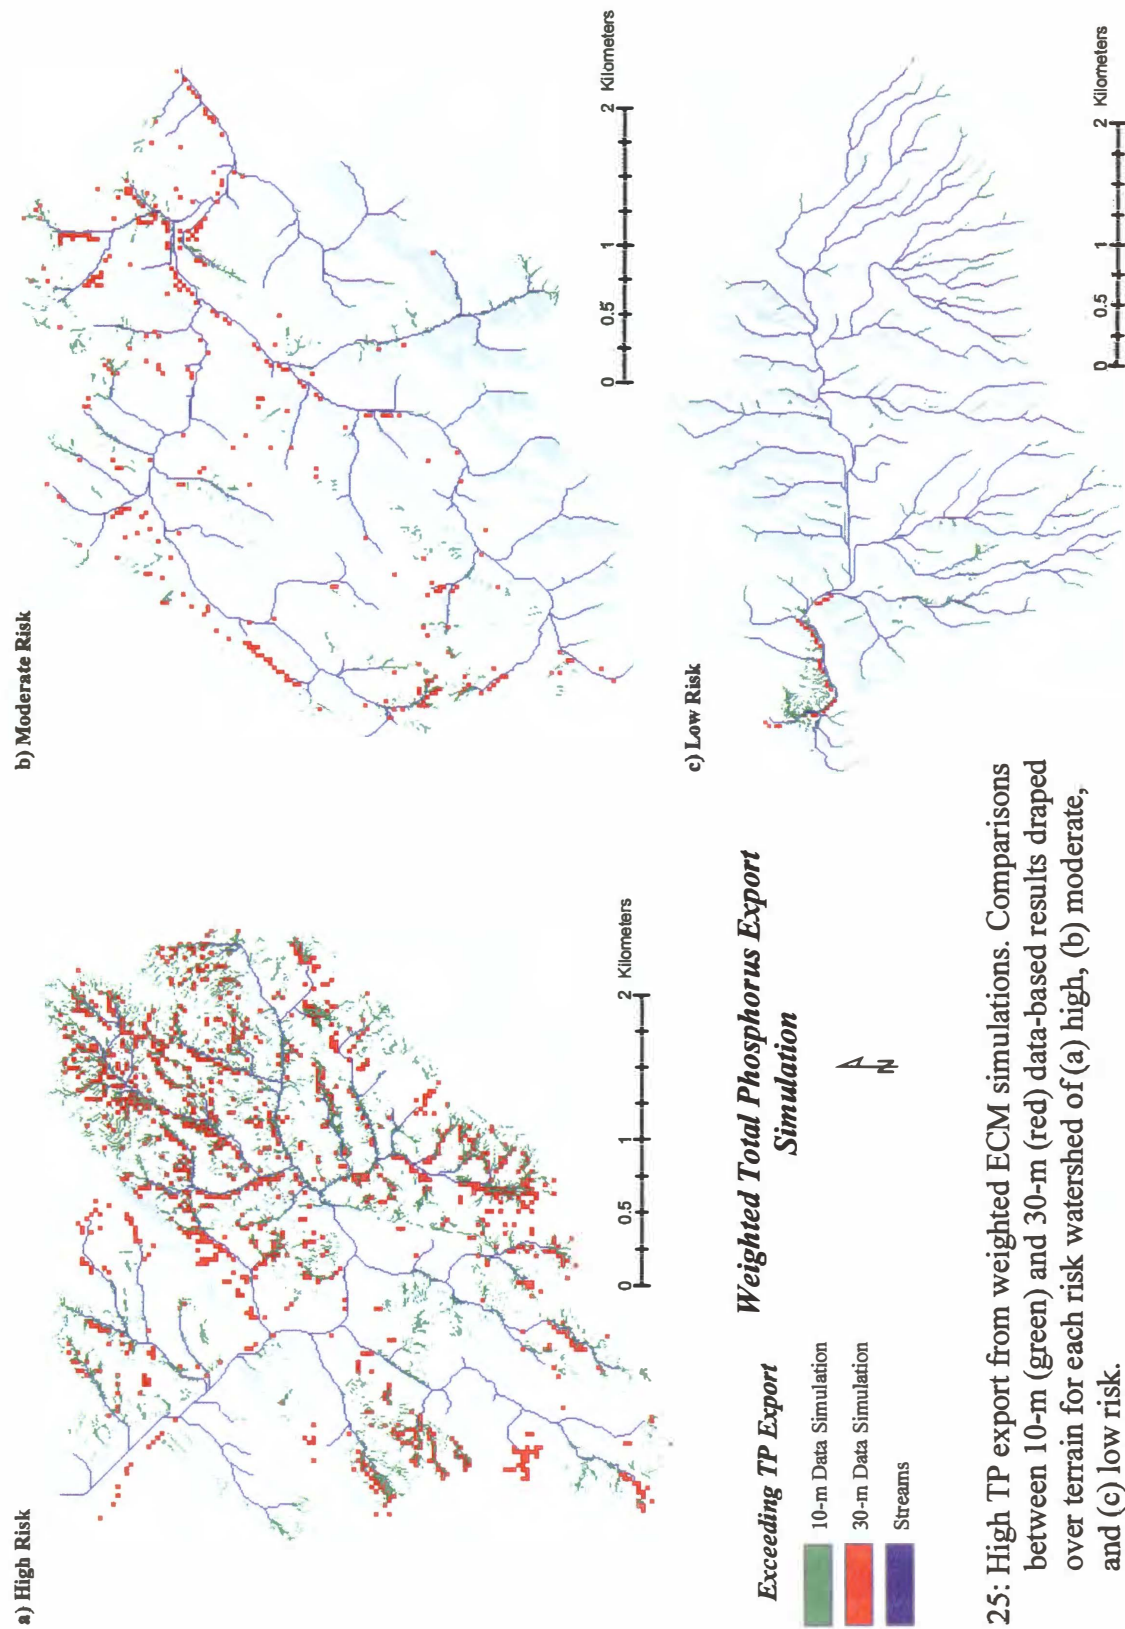 a) High Risk
0 0.5 1 2 Kilometers
b) Moderate Risk
0 0.5 1 2 Kilometers
c) Low Risk
0 0.5 1 2 Kilometers
Exceeding TP Export
10-m Data Simulation
30-m Data Simulation
Streams
Weighted Total Phosphorus Export
Simulation
N
25: High TP export from weighted ECM simulations. Comparisons
between 10-m (green) and 30-m (red) data-based results draped
over terrain for each risk watershed of (a) high, (b) moderate,
and (c) low risk.